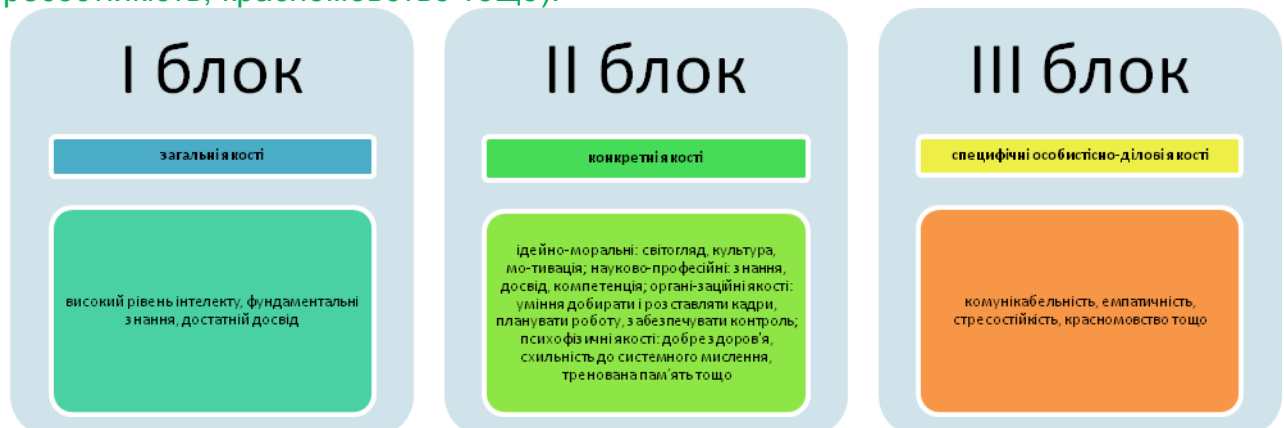 І блок
загальні якості
високий рівень інтелекту, фундаментальні
знання, достатній досвід
ІІ блок
конкретні якості
ідейно-моральні: світогляд, культура,
мо-тивація; науково-професійні: знання,
досвід, компетенція; органі-заційні якості:
уміння добирати і розставляти кадри,
планувати роботу, забезпечувати контроль;
психофізичні якості: добре здоров'я,
схильність до системного мислення,
тренована пам'ять тощо
ІІІ блок
специфічні особистісно-ділові якості
комунікабельність, емпатичність,
стресостійкість, красномовство тощо